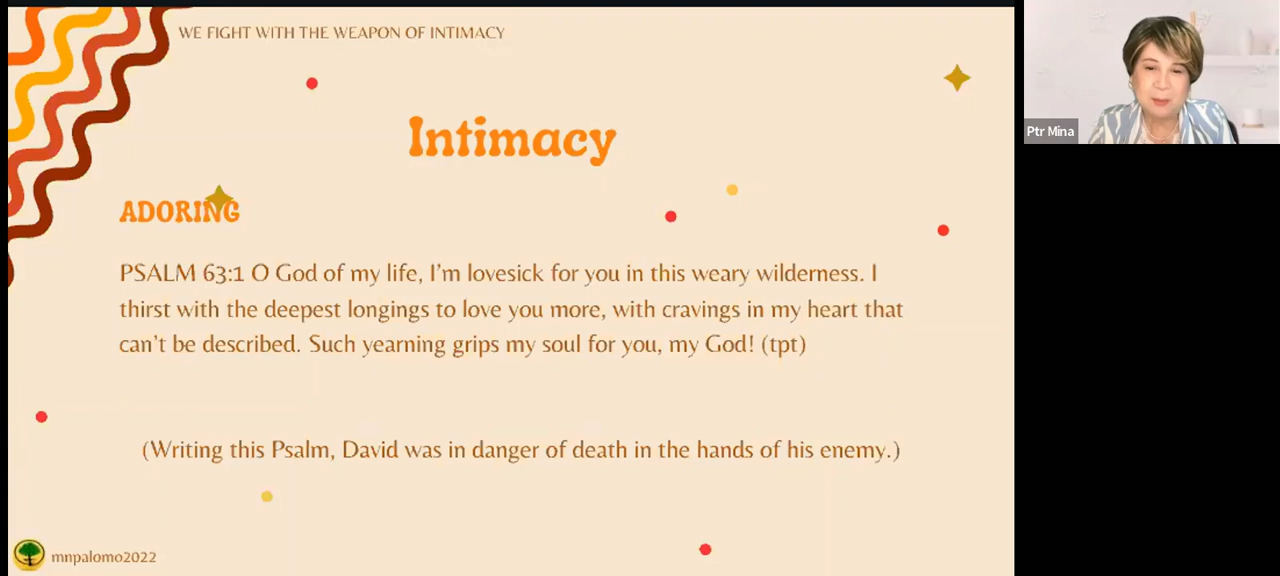 WE FIGHT WITH THE WEAPON OF INTIMACY
Intimacy
ADORING
PSALM 63:1 O God of my life, I'm lovesick for you in this weary wilderness. I
thirst with the deepest longings to love you more, with cravings in my heart that
can't be described. Such yearning grips my soul for you, my God! (tpt)
(Writing this Psalm, David was in danger of death in the hands of his enemy.)
mnpalomo2022
Ptr Mina